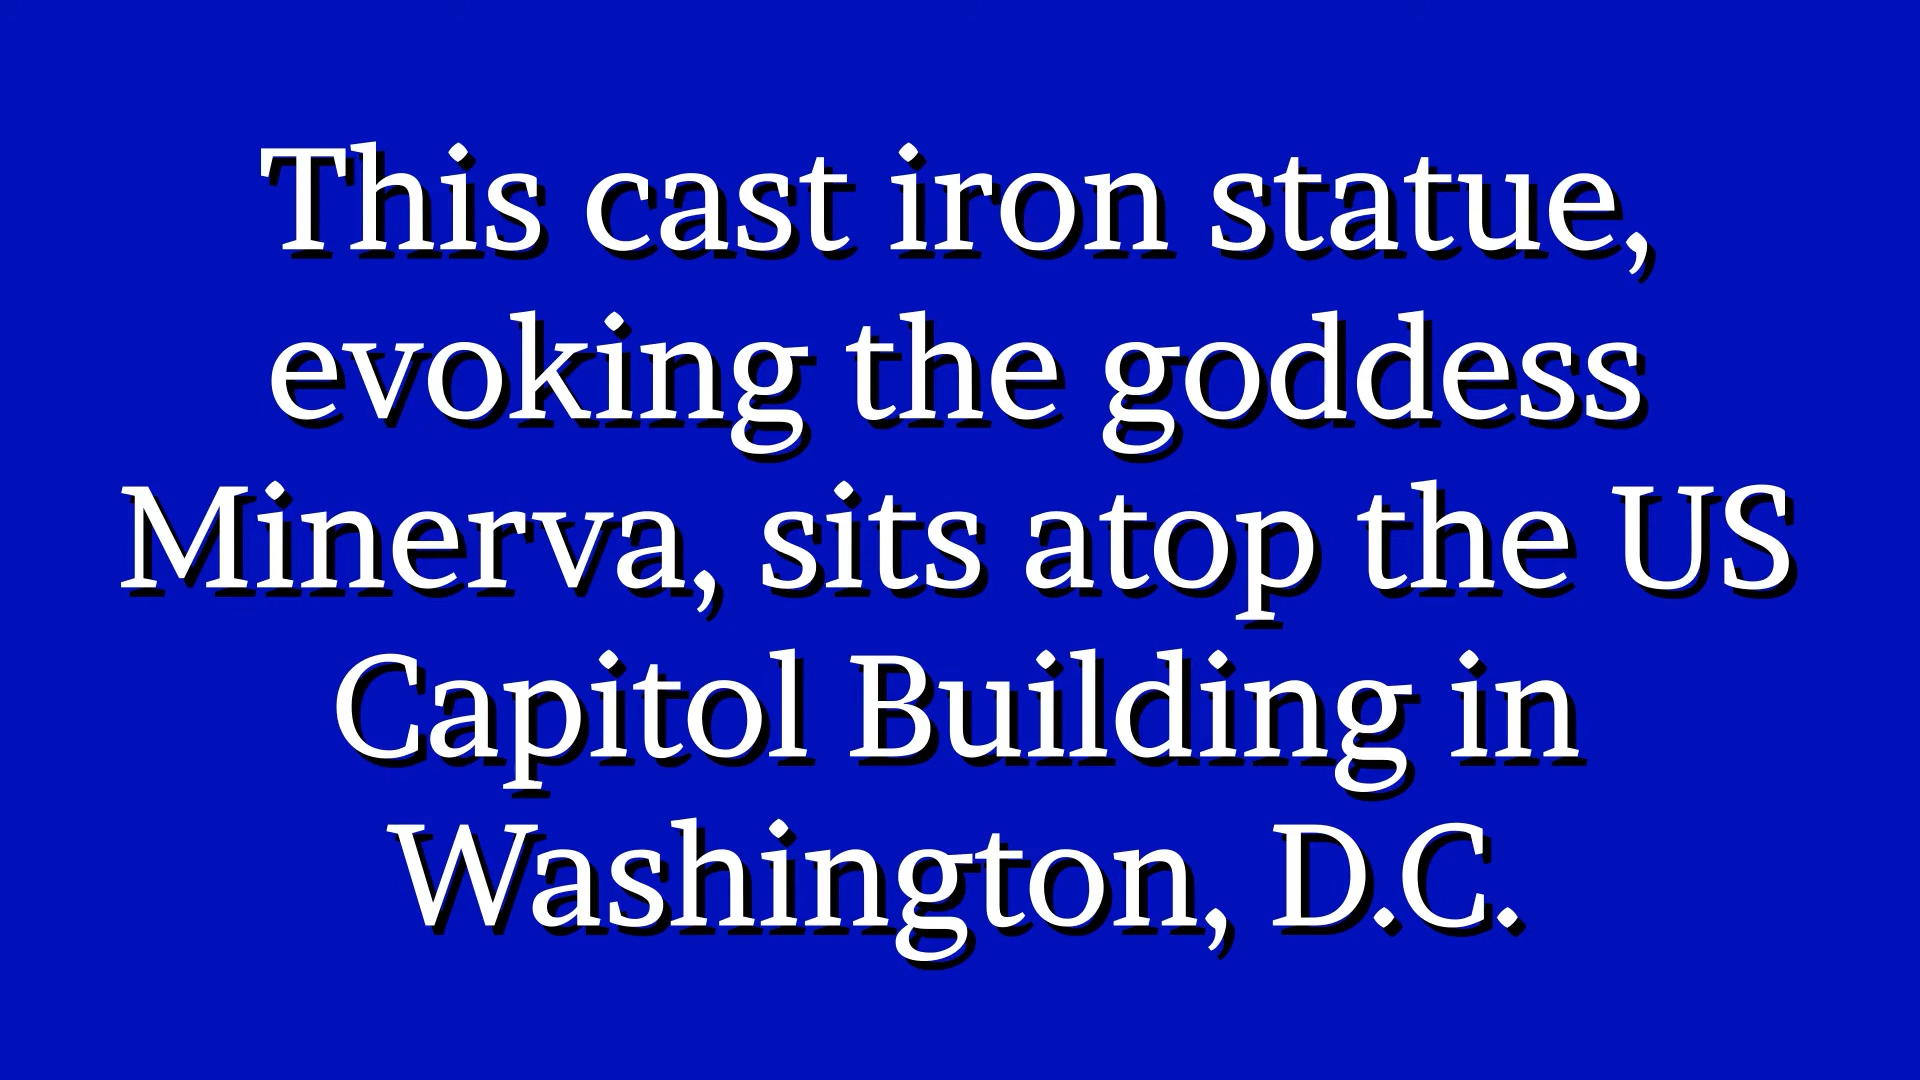 This cast iron statue,
evoking the goddess
Minerva, sits atop the US
Capitol Building in
Washington, D.C.